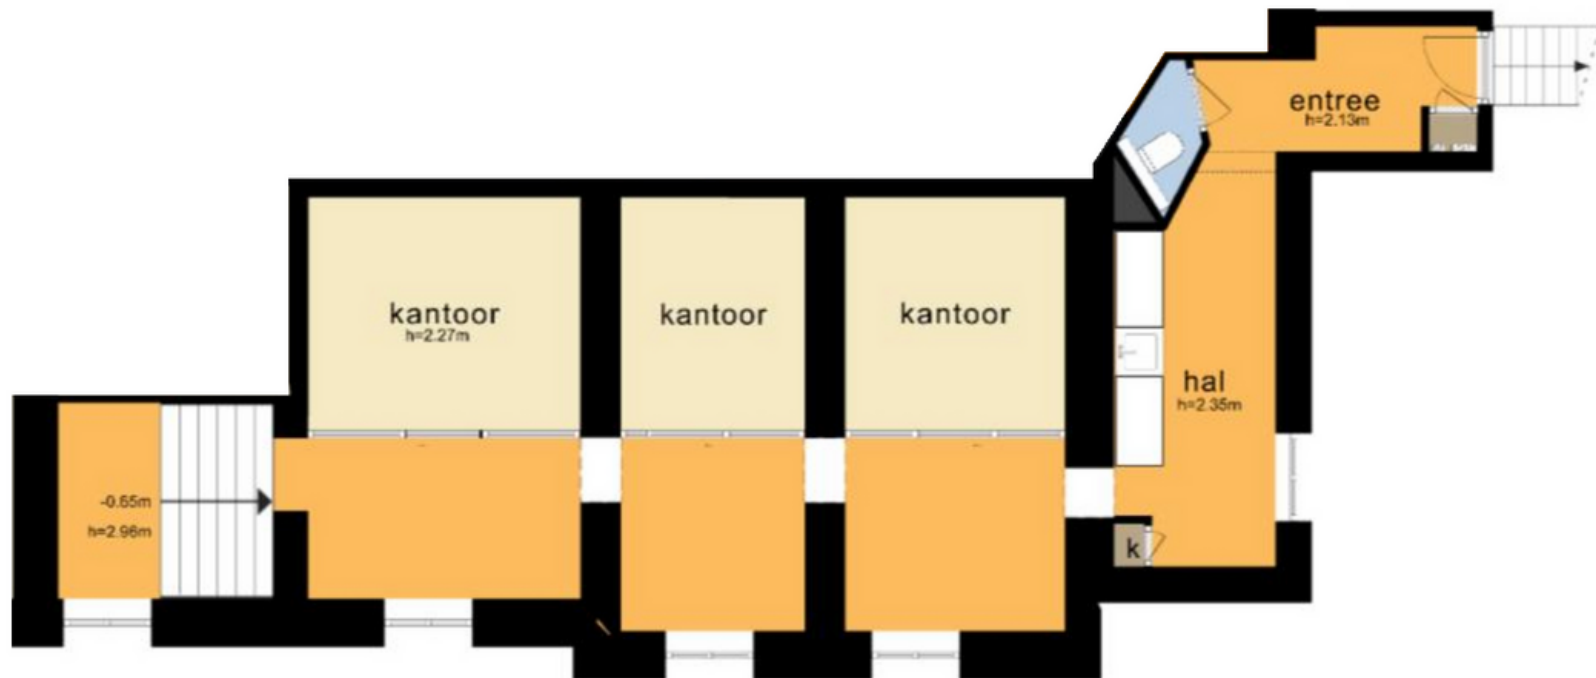 entree
h=2.13m
kantoor
h=2.27m
kantoor
kantoor
hal
h=2.35m
-0.65m
h=2.96m
k